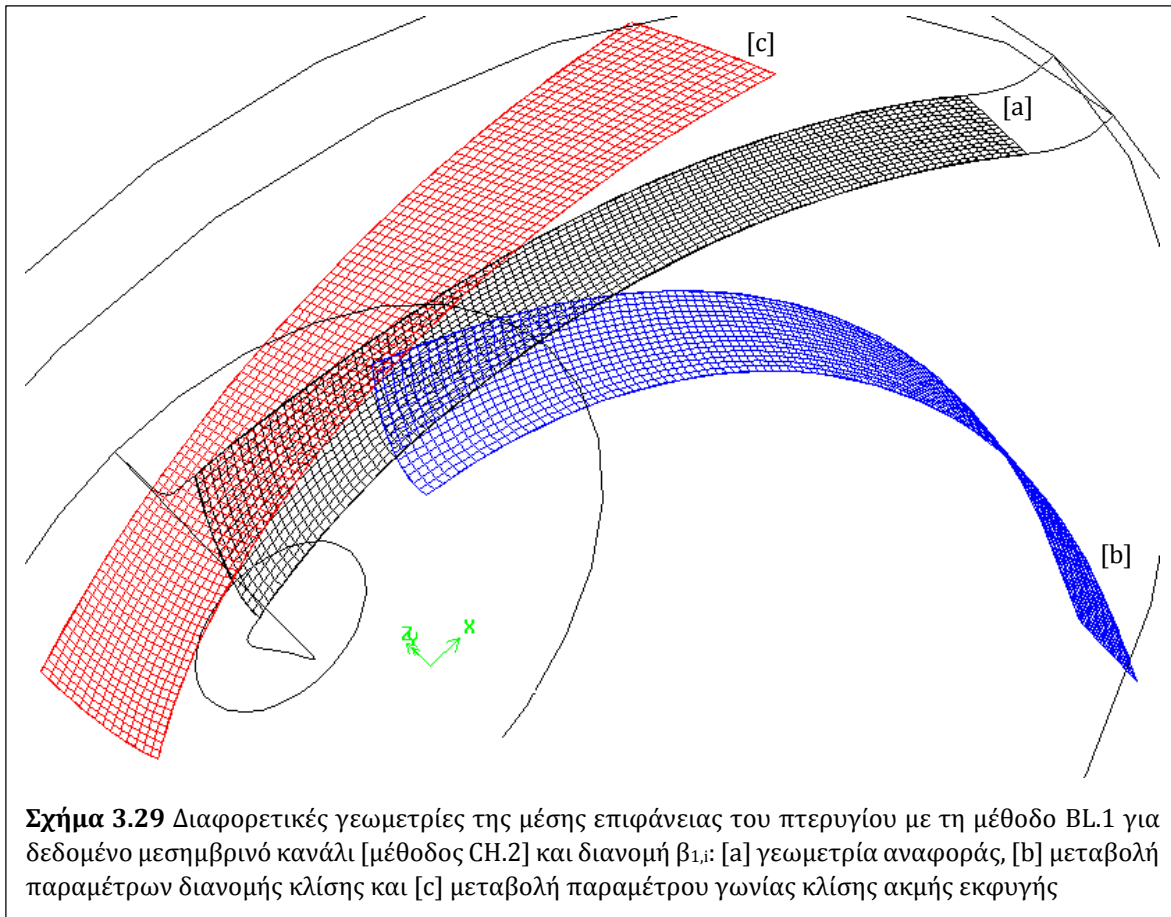 [c]
[a]
[b]
X
Σχήμα 3.29 Διαφορετικές γεωμετρίες της μέσης επιφάνειας του πτερυγίου με τη μέθοδο BL.1 για
δεδομένο μεσημβρινό κανάλι [μέθοδος CH.2] και διανομή β1,i: [a] γεωμετρία αναφοράς, [b] μεταβολή
παραμέτρων διανομής κλίσης και [c] μεταβολή παραμέτρου γωνίας κλίσης ακμής εκφυγής